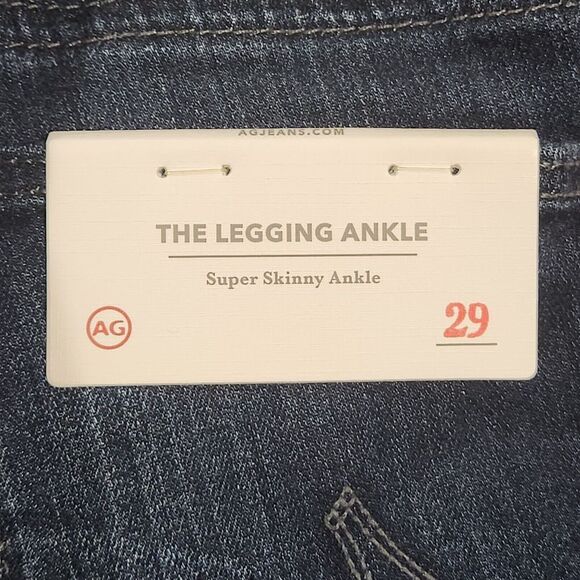 AGJEANS.COM
THE LEGGING ANKLE
Super Skinny Ankle
AG
29